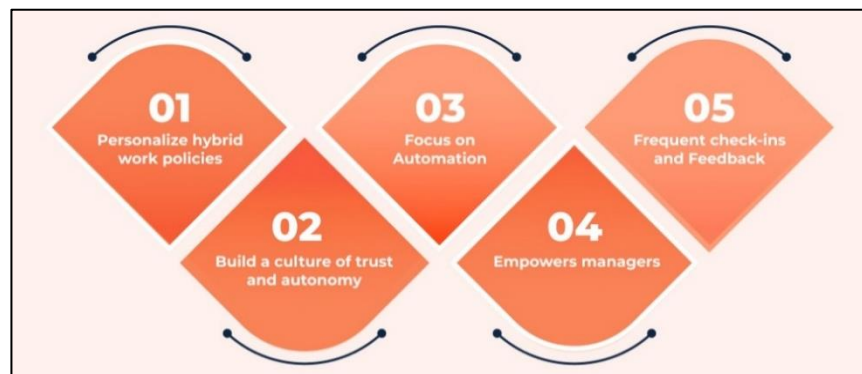 01
Personalize hybrid
work policies
02
Build a culture of trust
and autonomy
03
Focus on
Automation
04
Empowers managers
05
Frequent check-ins
and Feedback